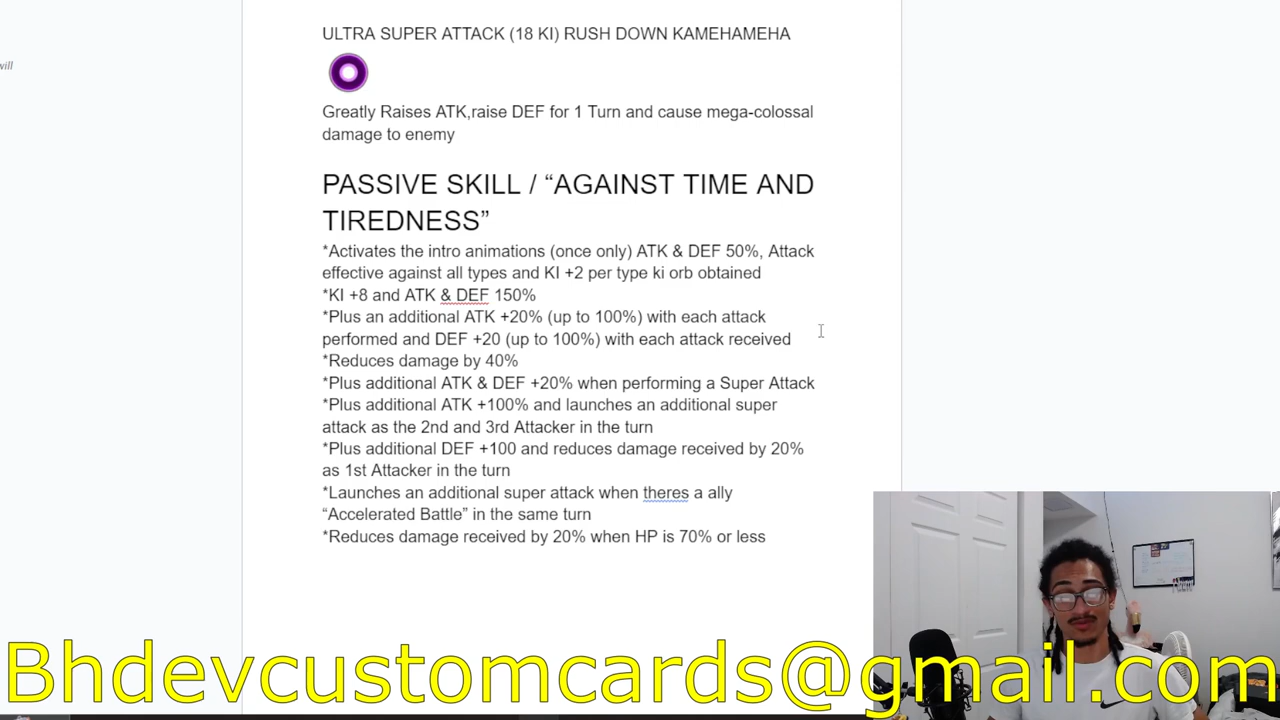 will
ULTRA SUPER ATTACK (18 KI) RUSH DOWN KAMEHAMEHA
Greatly Raises ATK,raise DEF for 1 Turn and cause mega-colossal
damage to enemy
PASSIVE SKILL / “AGAINST TIME AND
TIREDNESS”
*Activates the intro animations (once only) ATK & DEF 50%, Attack
effective against all types and KI +2 per type ki orb obtained
*KI +8 and ATK & DEF 150%
*Plus an additional ATK +20% (up to 100%) with each attack
performed and DEF +20 (up to 100%) with each attack received
*Reduces damage by 40%
*Plus additional ATK & DEF +20% when performing a Super Attack
*Plus additional ATK +100% and launches an additional super
attack as the 2nd and 3rd Attacker in the turn
*Plus additional DEF +100 and reduces damage received by 20%
as 1st Attacker in the turn
*Launches an additional super attack when theres a ally
“Accelerated Battle” in the same turn
*Reduces damage received by 20% when HP is 70% or less
Bhdevcustomcards@gmail.com